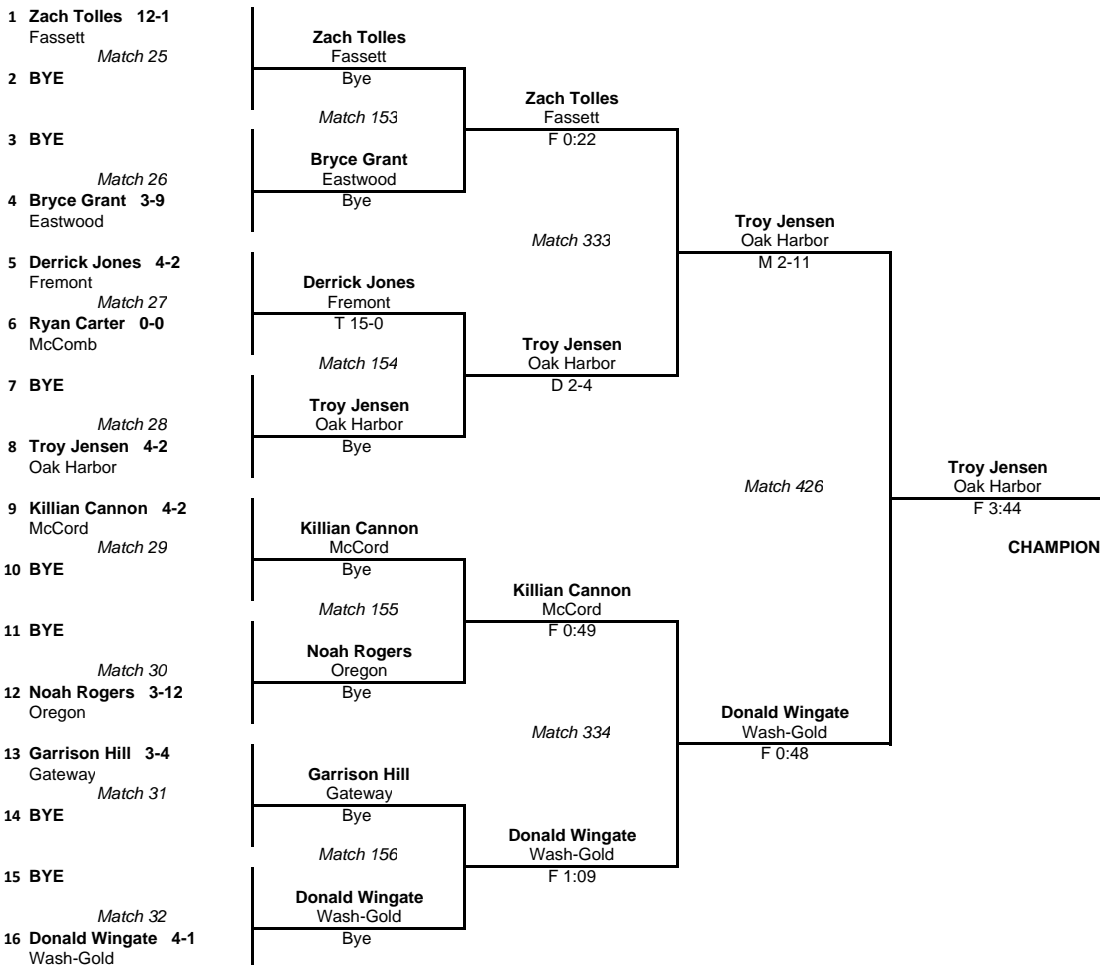 1 Zach Tolles 12-1
Fassett
Zach Tolles
Match 25
Fassett
2 BYE
Bye
Zach Tolles
Match 153
Fassett
3 BYE
F 0:22
Bryce Grant
Match 26
Eastwood
4 Bryce Grant 3-9
Bye
Eastwood
Troy Jensen
Match 333
Oak Harbor
5 Derrick Jones 4-2
M 2-11
Fremont
Derrick Jones
Match 27
Fremont
6 Ryan Carter 0-0
T 15-0
McComb
Troy Jensen
Match 154
Oak Harbor
7 BYE
D 2-4
Troy Jensen
Match 28
Oak Harbor
8 Troy Jensen 4-2
Bye
Oak Harbor
Troy Jensen
Match 426
Oak Harbor
9 Killian Cannon 4-2
F 3:44
McCord
Killian Cannon
Match 29
McCord
CHAMPION
10 BYE
Bye
Killian Cannon
Match 155
McCord
11 BYE
F 0:49
Noah Rogers
Match 30
Oregon
12 Noah Rogers 3-12
Bye
Oregon
Donald Wingate
Match 334
Wash-Gold
13 Garrison Hill 3-4
F 0:48
Gateway
Garrison Hill
Match 31
Gateway
14 BYE
Bye
Donald Wingate
Match 156
Wash-Gold
15 BYE
F 1:09
Donald Wingate
Match 32
Wash-Gold
16 Donald Wingate 4-1
Bye
Wash-Gold